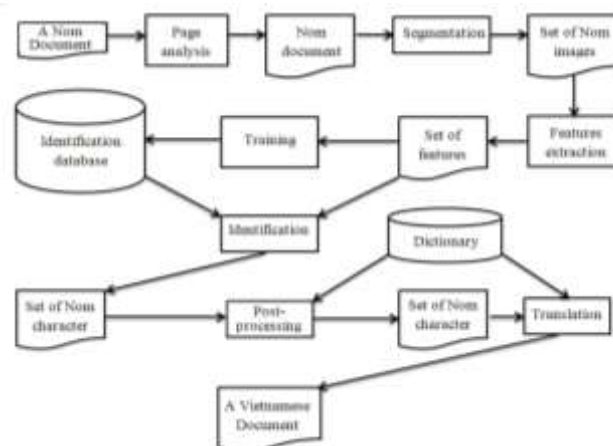 A Nom
Document
Page
analysis
Nom
document
Segmentation
Set of Nom
images
Identification
database
Training
Set of
features
Features
extraction
Identification
Dictionary
Set of Nom
character
Post-
processing
Set of Nom
character
Translation
A Vietnamese
Document